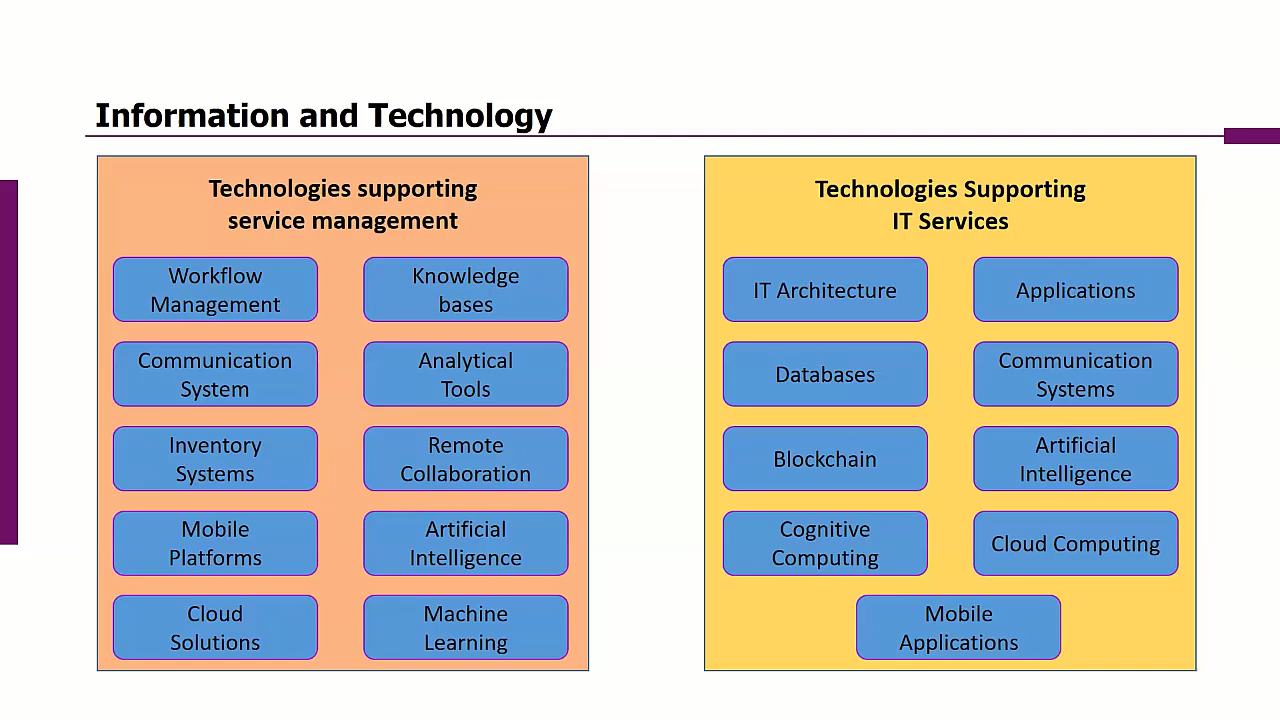 Information and Technology
Technologies supporting
service management
Workflow
Management
Knowledge
bases
Communication
System
Analytical
Tools
Inventory
Systems
Remote
Collaboration
Mobile
Platforms
Artificial
Intelligence
Cloud
Solutions
Machine
Learning
Technologies Supporting
IT Services
IT Architecture
Applications
Databases
Communication
Systems
Blockchain
Artificial
Intelligence
Cognitive
Computing
Cloud Computing
Mobile
Applications